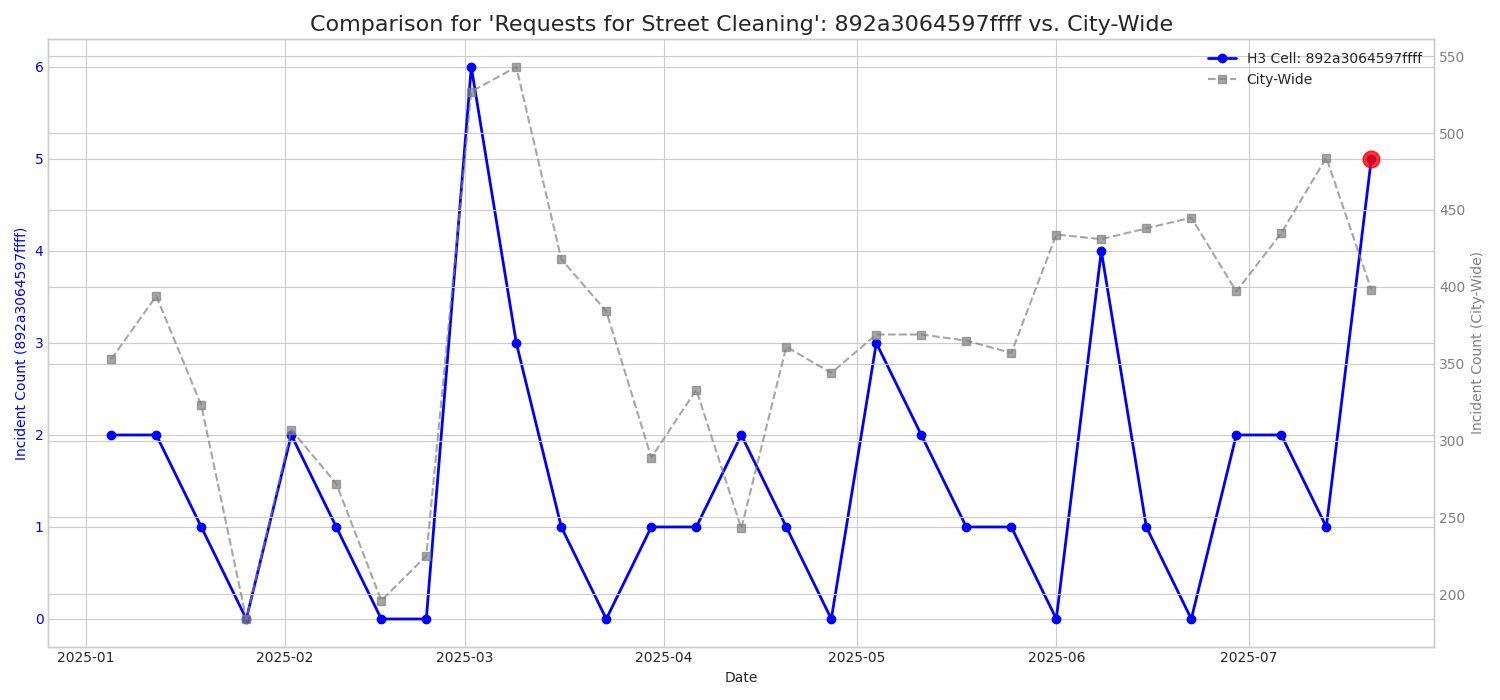 Comparison for 'Requests for Street Cleaning': 892a3064597ffff vs. City-Wide
H3 Cell: 892a3064597ffff
City-Wide
Incident Count (892a3064597ffff)
6
5
4
3
2
1
0
550
500
450
400
350
300
250
200
Incident Count (City-Wide)
2025-01 2025-02 2025-03 2025-04 2025-05 2025-06 2025-07
Date